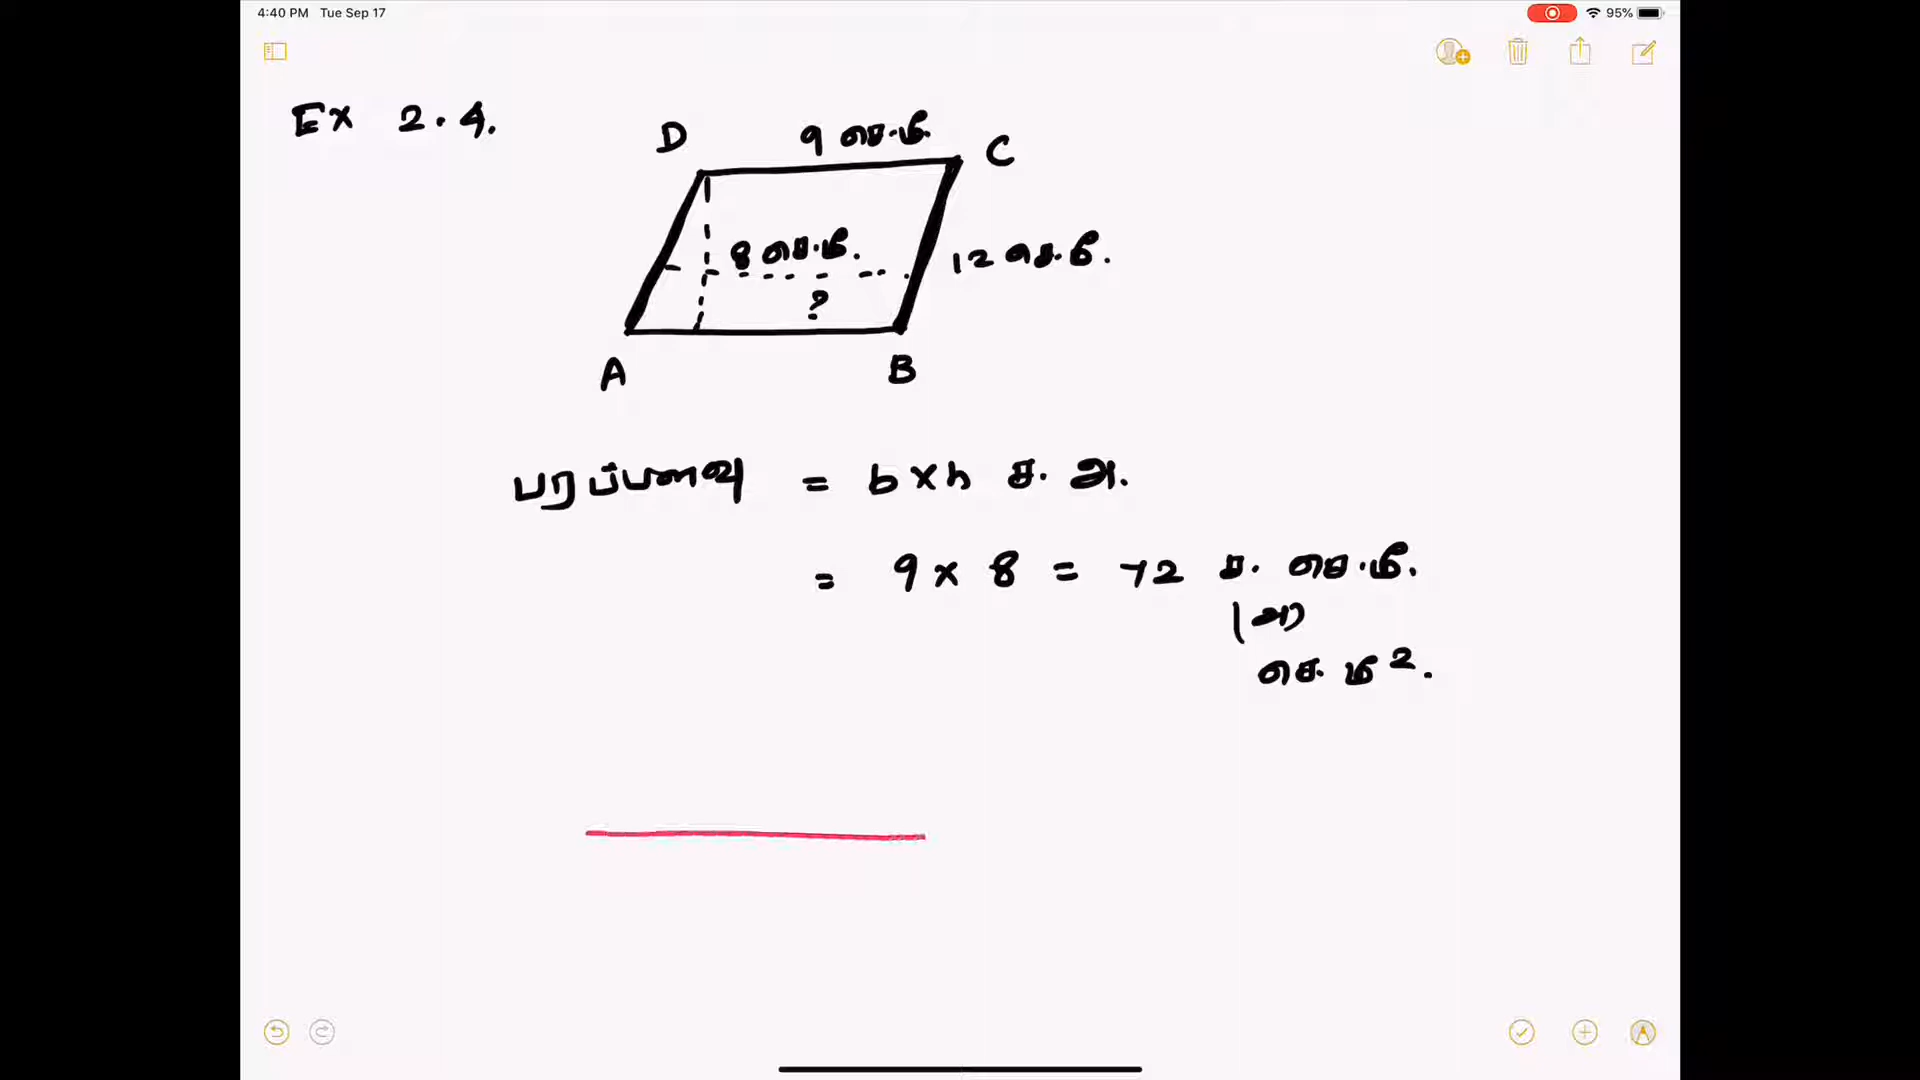 4:40 PM Tue Sep 17
95%
Ex 2.4.
D 9 செ.மீ. C
8 செ.மீ. 12 செ.மீ.
?
A B
பரப்பளவு = b x h ச. அ.
= 9 x 8 = 72 ச. செ.மீ.
(அ)
செ.மீ 2.